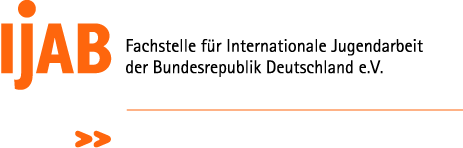 IjAB
Fachstelle für Internationale Jugendarbeit
der Bundesrepublik Deutschland e.V.
>>